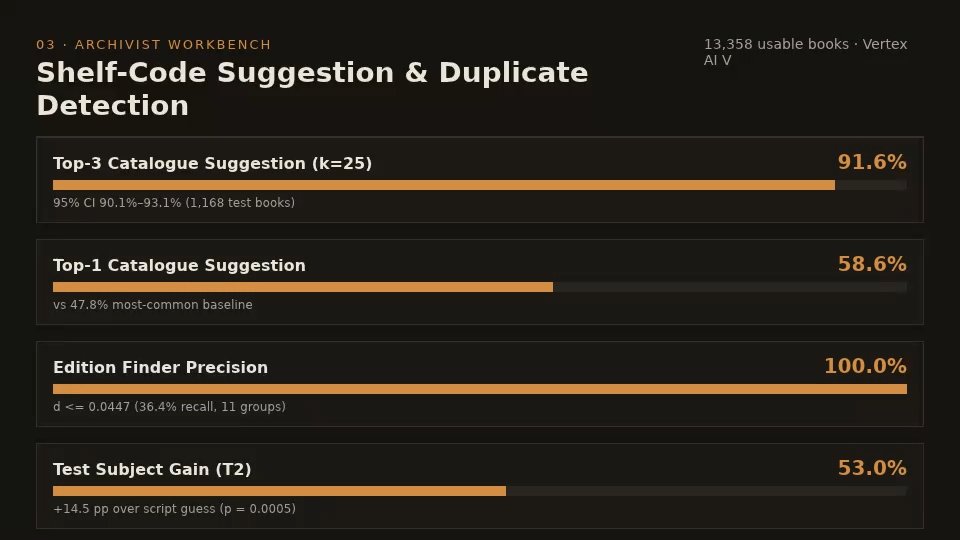 03 · ARCHIVIST WORKBENCH
Shelf-Code Suggestion & Duplicate
Detection
13,358 usable books · Vertex
AI V
Top-3 Catalogue Suggestion (k=25)
91.6%
95% CI 90.1%–93.1% (1,168 test books)
Top-1 Catalogue Suggestion
58.6%
vs 47.8% most-common baseline
Edition Finder Precision
100.0%
d <= 0.0447 (36.4% recall, 11 groups)
Test Subject Gain (T2)
53.0%
+14.5 pp over script guess (p = 0.0005)